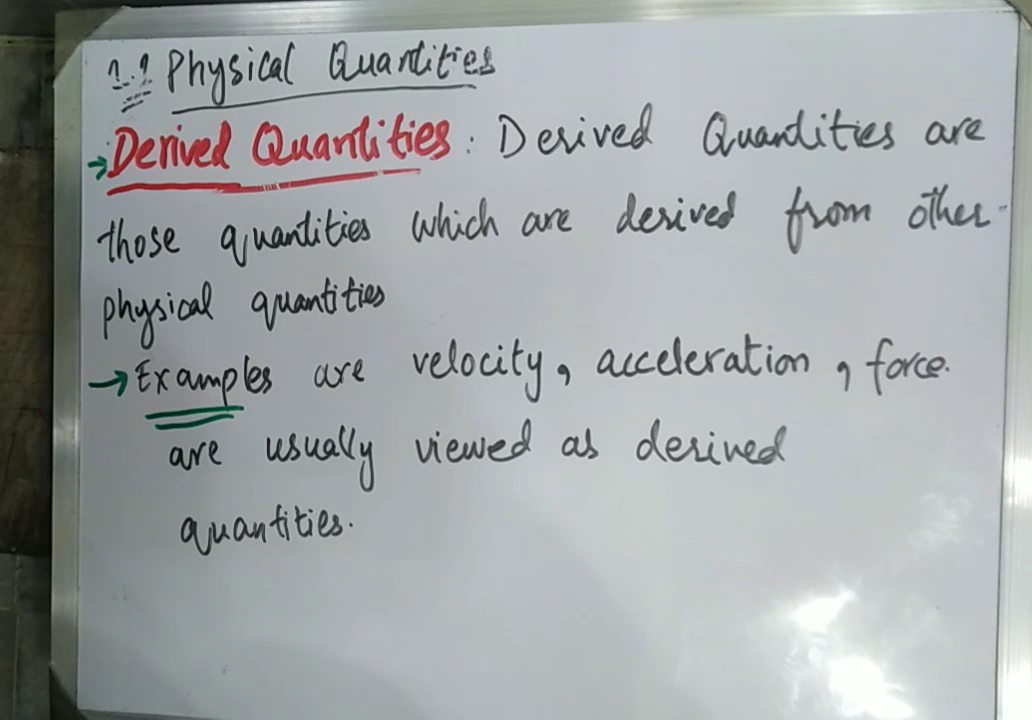 1.1 Physical Quantities
→Derived Quantities: Derived Quantities are
those quantities which are derived from other
physical quantities
→Examples are velocity, acceleration, force.
are usually viewed as derived
quantities.